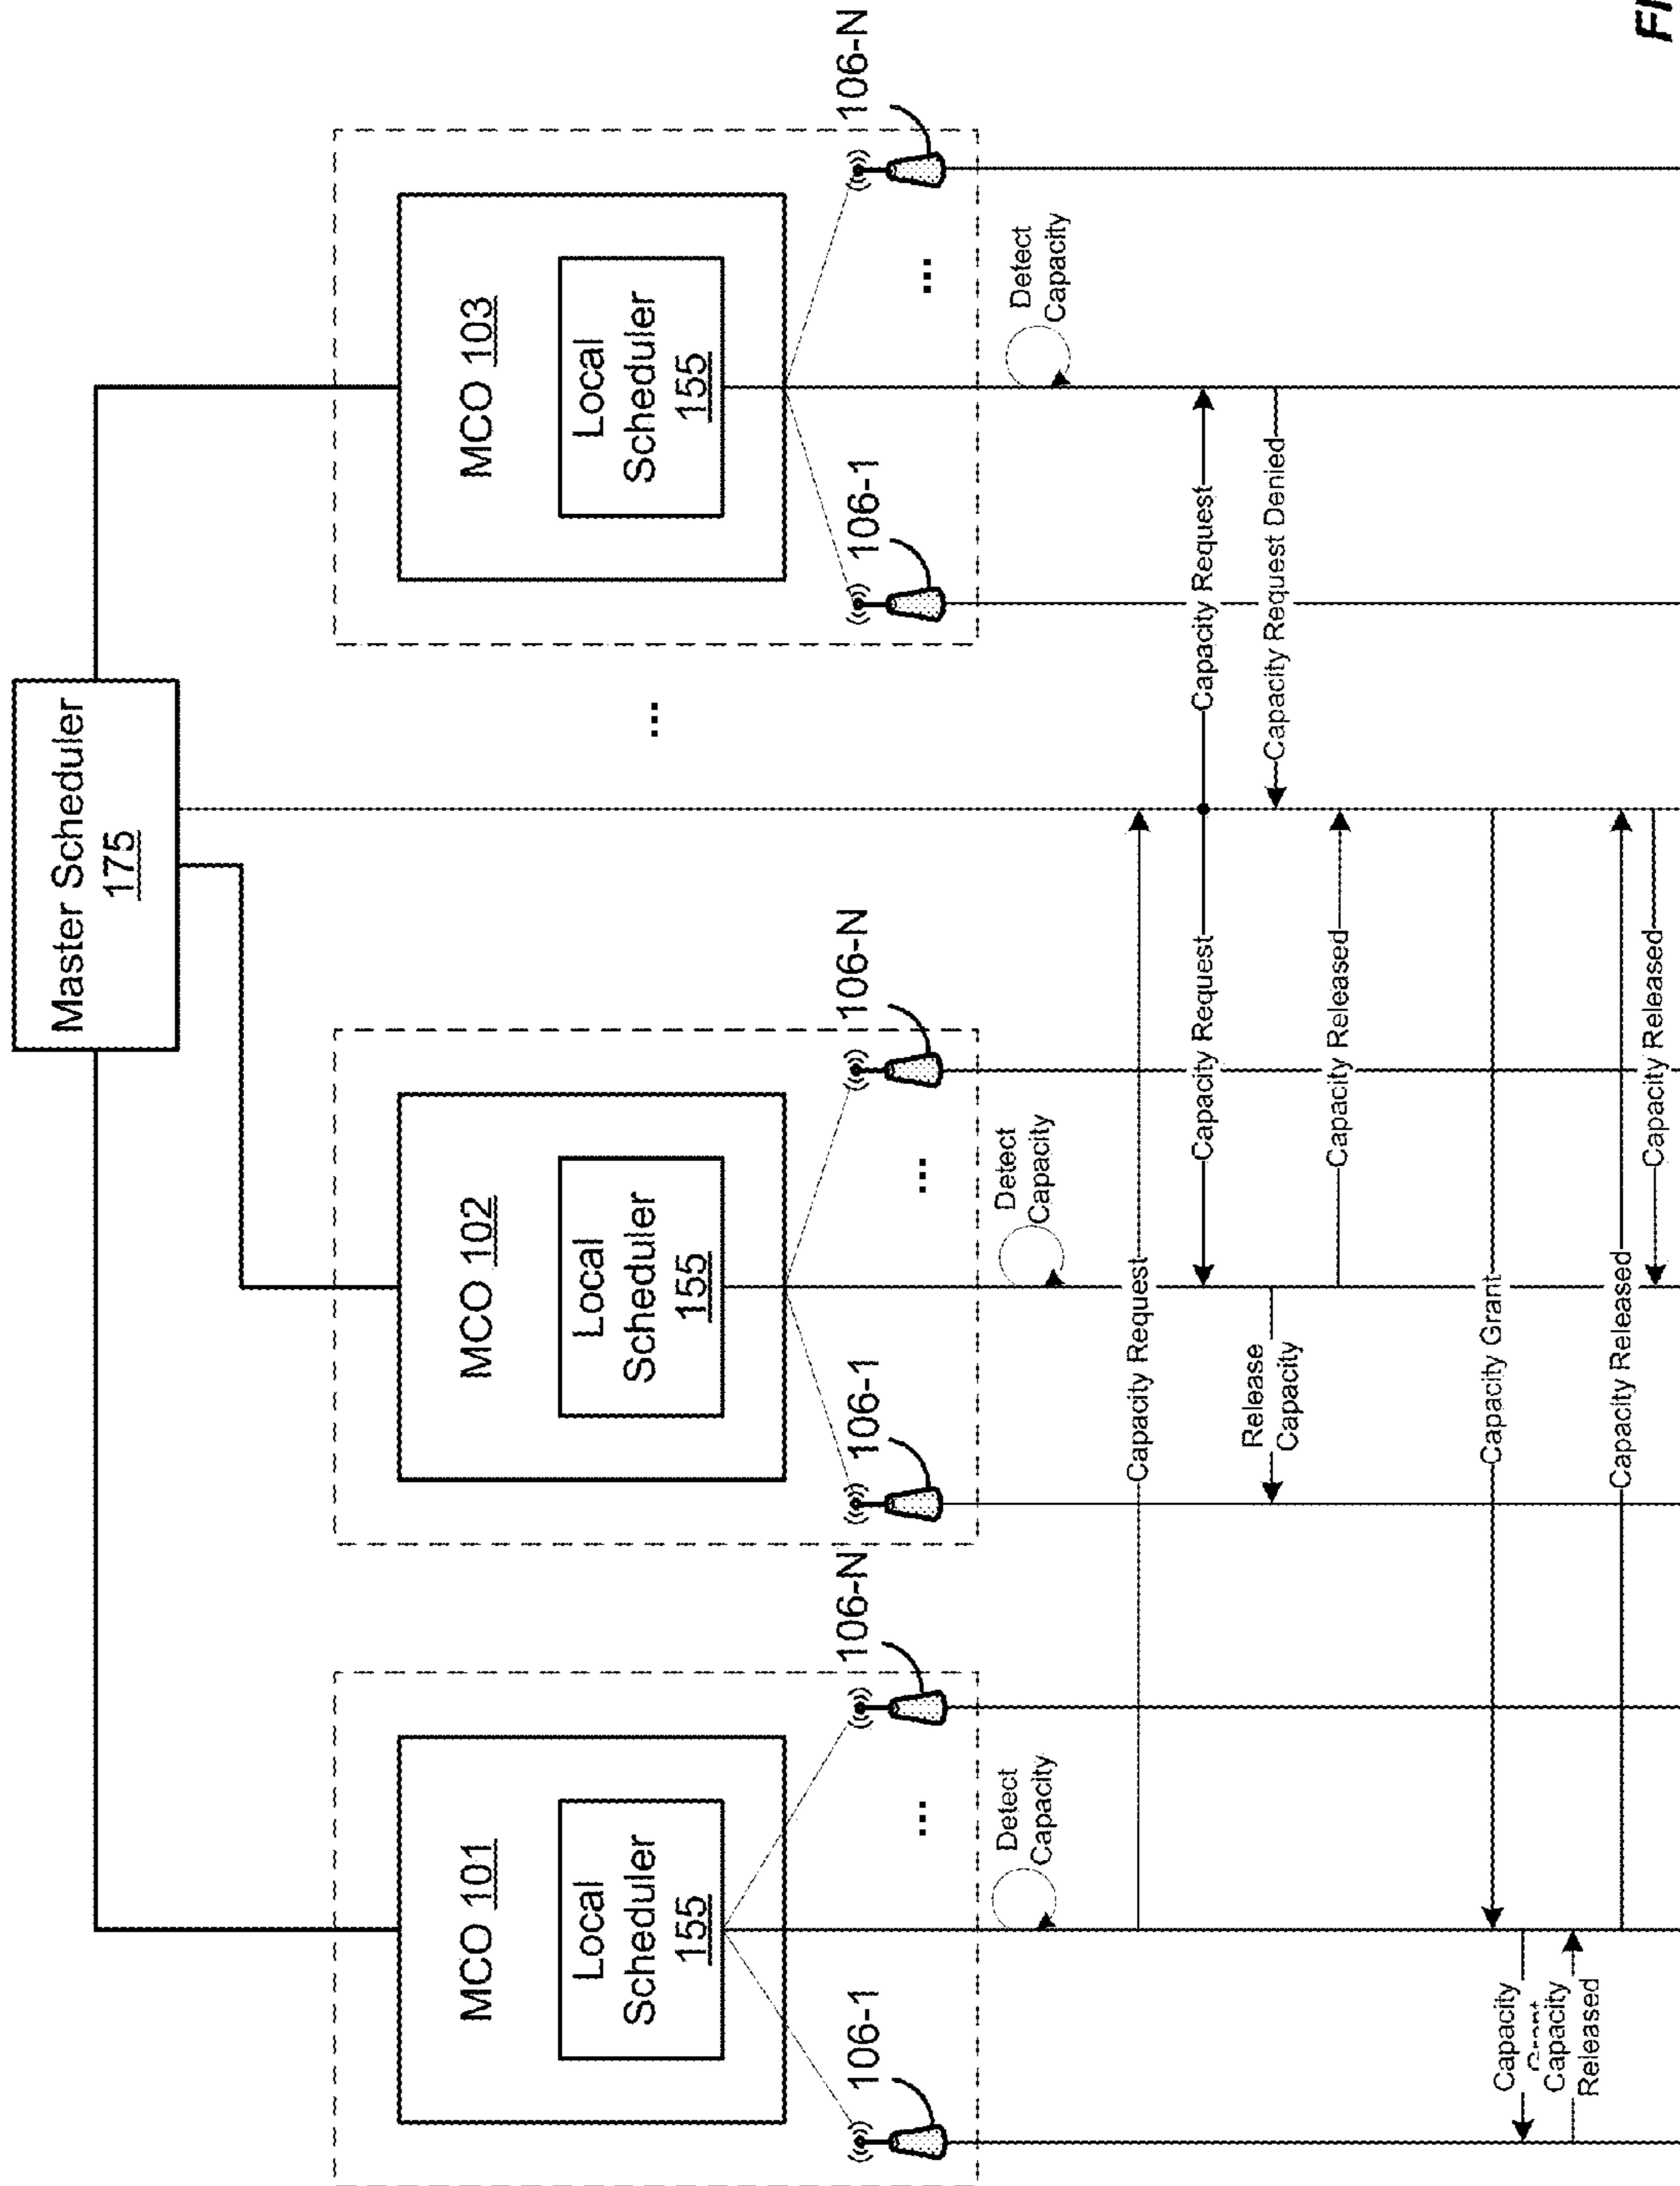 Master Scheduler
175
MCO 101
Local
Scheduler
155
106-1
...
106-N
MCO 102
Local
Scheduler
155
106-1
...
106-N
...
MCO 103
Local
Scheduler
155
106-1
...
106-N
Detect
Capacity
Detect
Capacity
Detect
Capacity
Capacity Request
Capacity Request
Capacity Request
Release
Capacity
Capacity Request Denied
Capacity Released
Capacity Grant
Capacity
Capacity
Released
Capacity Released
Capacity Released